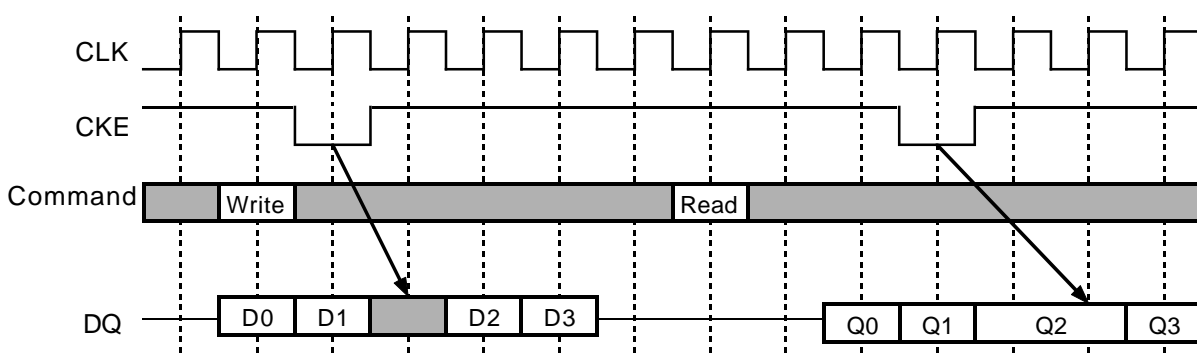 CLK
CKE
Command Write Read
DQ D0 D1 D2 D3 Q0 Q1 Q2 Q3